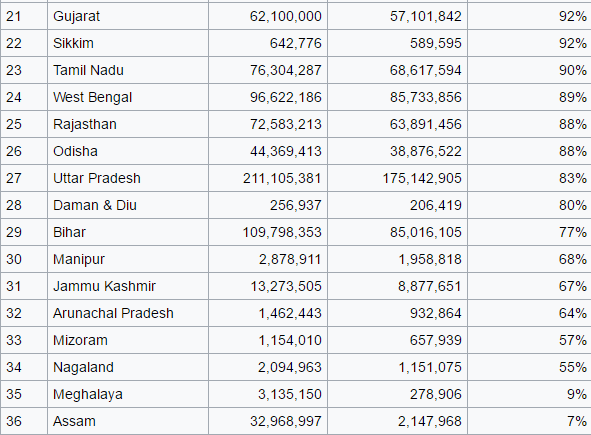 21 Gujarat 62,100,000 57,101,842 92%
22 Sikkim 642,776 589,595 92%
23 Tamil Nadu 76,304,287 68,617,594 90%
24 West Bengal 96,622,186 85,733,856 89%
25 Rajasthan 72,583,213 63,891,456 88%
26 Odisha 44,369,413 38,876,522 88%
27 Uttar Pradesh 211,105,381 175,142,905 83%
28 Daman & Diu 256,937 206,419 80%
29 Bihar 109,798,353 85,016,105 77%
30 Manipur 2,878,911 1,958,818 68%
31 Jammu Kashmir 13,273,505 8,877,651 67%
32 Arunachal Pradesh 1,462,443 932,864 64%
33 Mizoram 1,154,010 657,939 57%
34 Nagaland 2,094,963 1,151,075 55%
35 Meghalaya 3,135,150 278,906 9%
36 Assam 32,968,997 2,147,968 7%